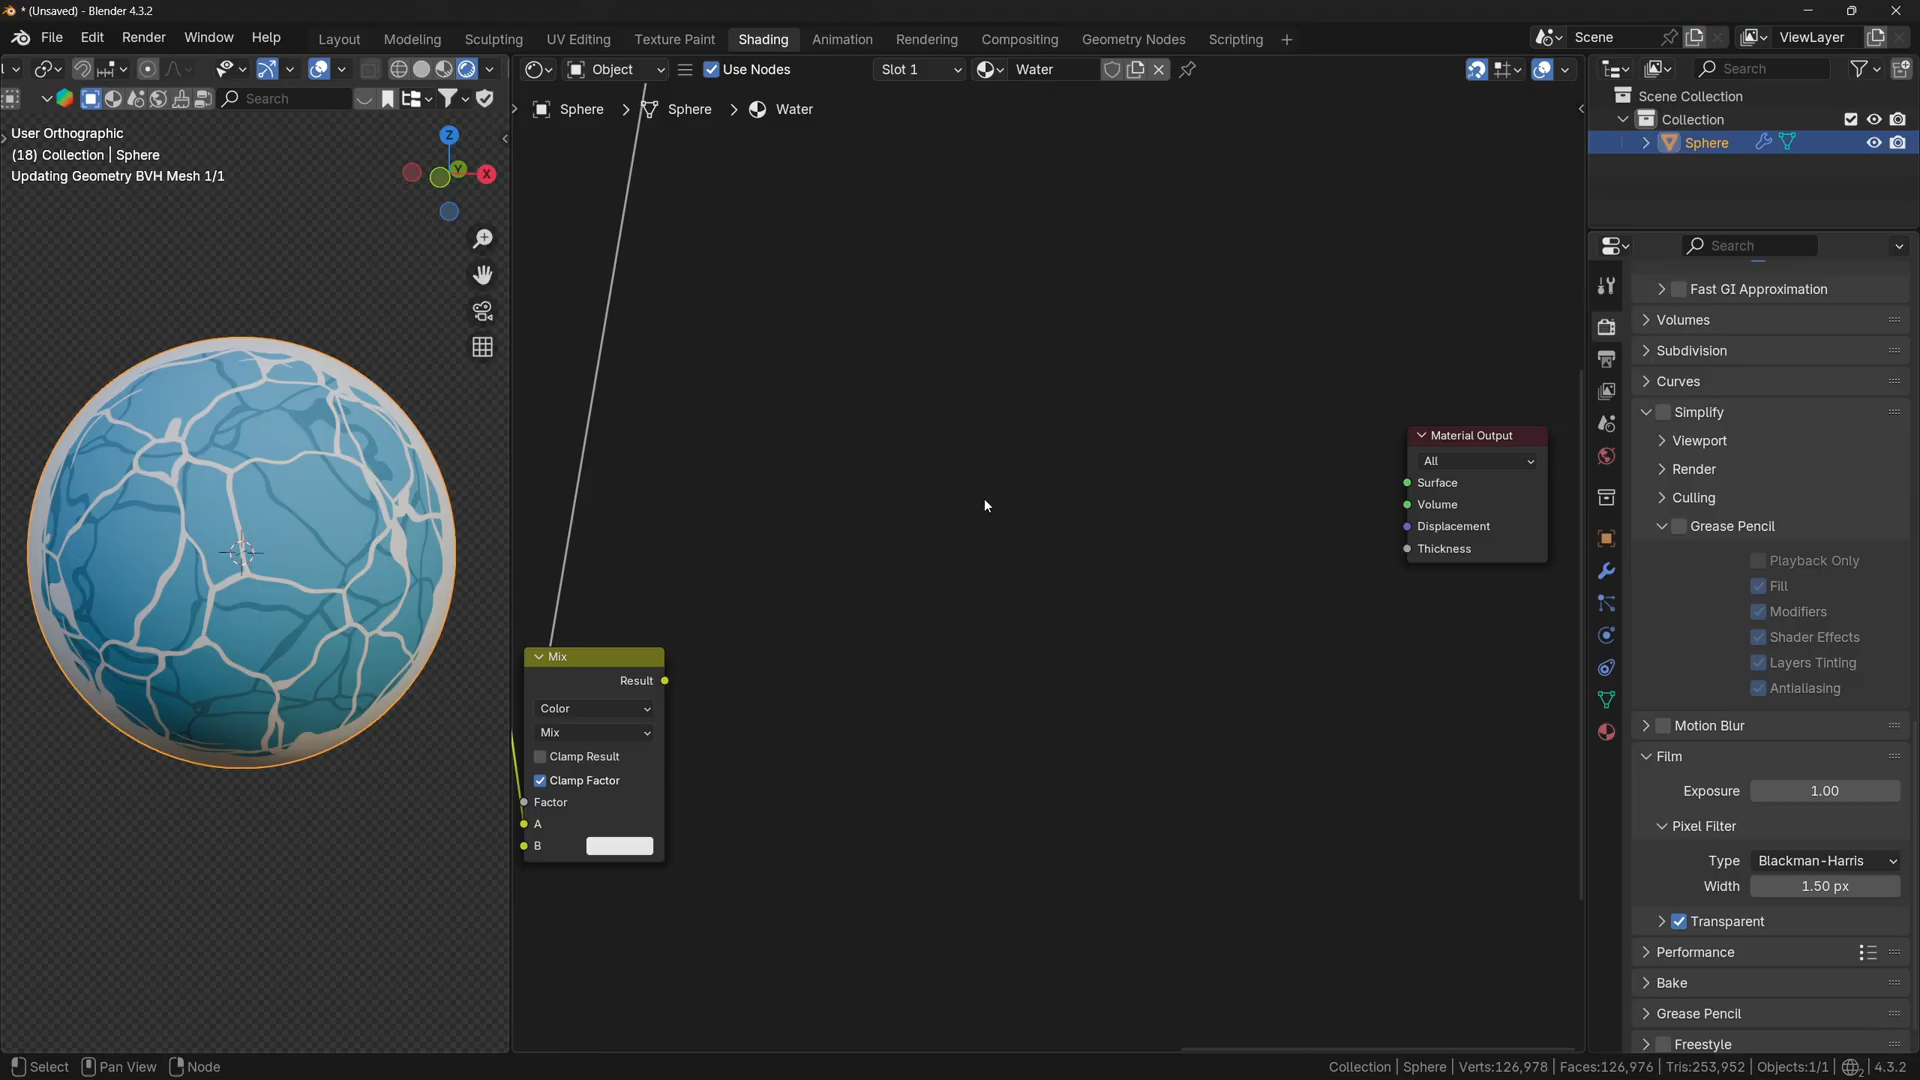 * (Unsaved) - Blender 4.3.2
File Edit Render Window Help Layout Modeling Sculpting UV Editing Texture Paint Shading Animation Rendering Compositing Geometry Nodes Scripting + Scene ViewLayer
Object Use Nodes Slot 1 Water Search
Search
Sphere > Sphere > Water
User Orthographic
(18) Collection | Sphere
Updating Geometry BVH Mesh 1/1
Z
Y
X
Mix
Result
Color
Mix
Clamp Result
Clamp Factor
Factor
A
B
Material Output
All
Surface
Volume
Displacement
Thickness
Scene Collection
Collection
Sphere
Search
Fast GI Approximation
Volumes
Subdivision
Curves
Simplify
Viewport
Render
Culling
Grease Pencil
Playback Only
Fill
Modifiers
Shader Effects
Layers Tinting
Antialiasing
Motion Blur
Film
Exposure 1.00
Pixel Filter
Type Blackman-Harris
Width 1.50 px
Transparent
Performance
Bake
Grease Pencil
Freestyle
Select Pan View Node
Collection | Sphere | Verts:126,978 | Faces:126,976 | Tris:253,952 | Objects:1/1 | 4.3.2